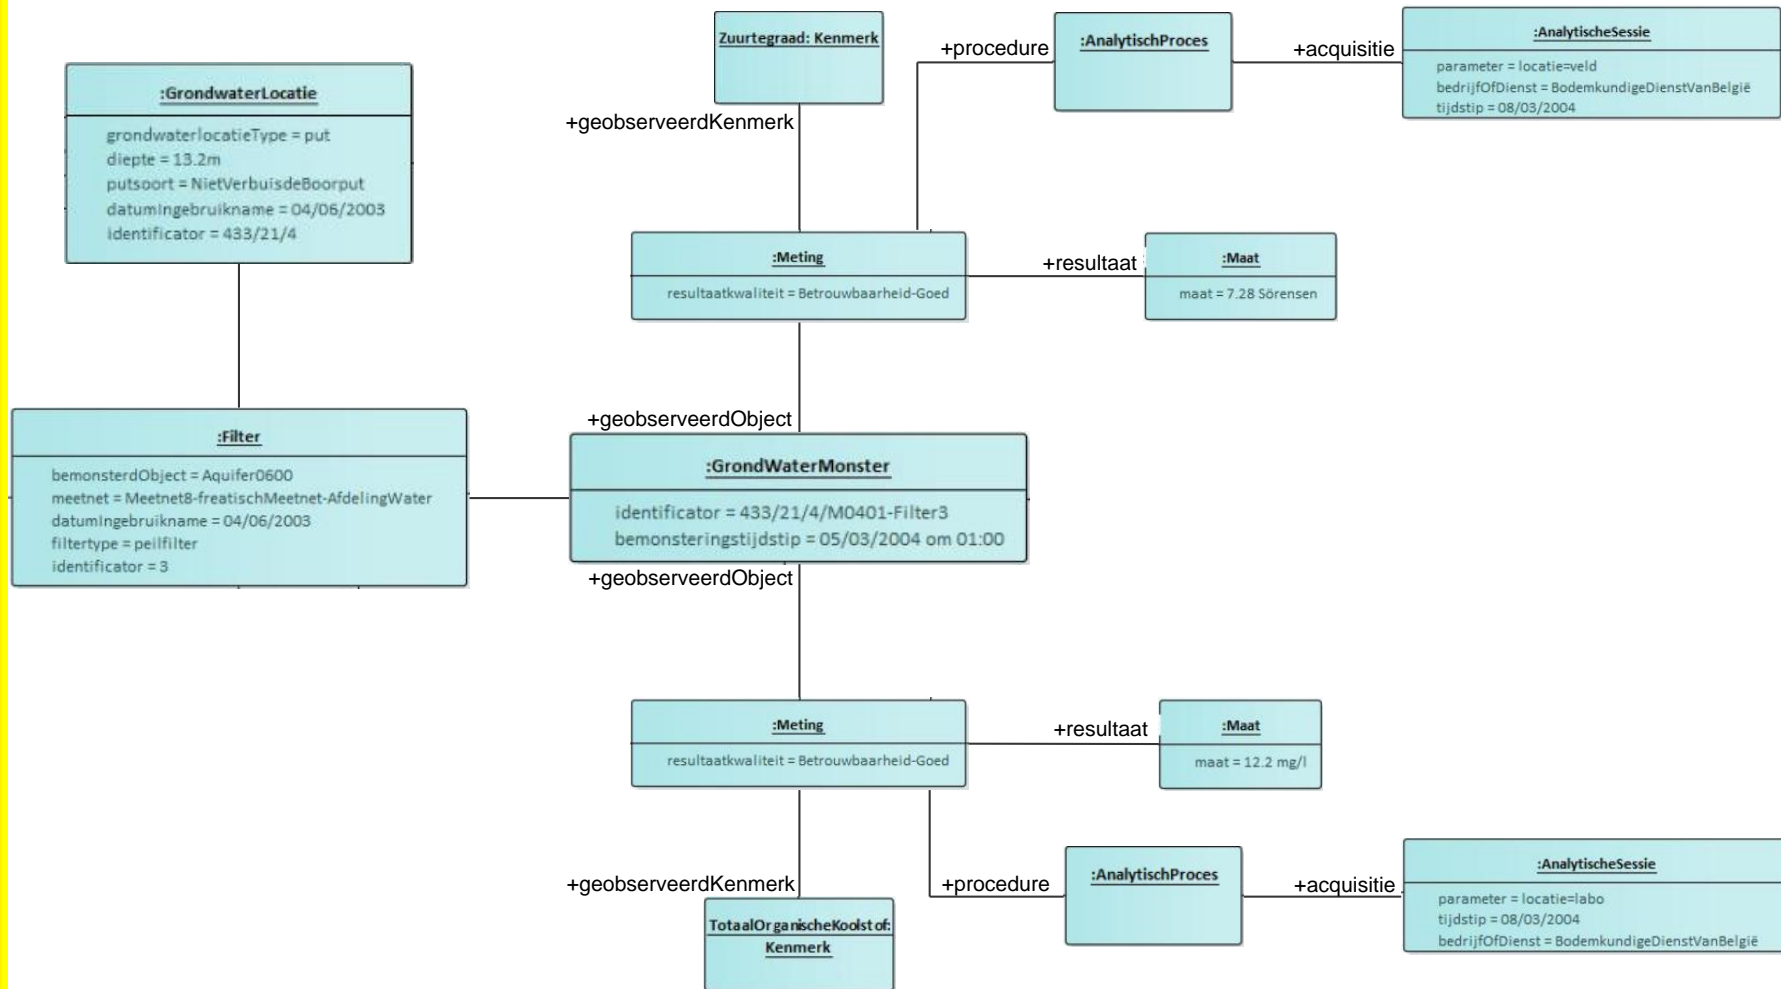 Zuurtegraad: Kenmerk
+procedure
:AnalytischProces
+acquisitie
:AnalytischeSessie
parameter = locatie=veld
bedrijfOfDienst = BodemkundigeDienstVanBelgië
tijdstip = 08/03/2004
:GrondwaterLocatie
grondwaterlocatieType = put
diepte = 13.2m
putsoort = NietVerbuisdeBoorput
datumIngebruikname = 04/06/2003
identificator = 433/21/4
+geobserveerdKenmerk
:Meting
resultaatkwaliteit = Betrouwbaarheid-Goed
+resultaat
:Maat
maat = 7.28 Sörensen
+geobserveerdObject
:Filter
bemonsterdObject = Aquifer0600
meetnet = Meetnet8-freatischMeetnet-AfdelingWater
datumIngebruikname = 04/06/2003
filtertype = peilfilter
identificator = 3
:GrondWaterMonster
identificator = 433/21/4/M0401-Filter3
bemonsteringstijdstip = 05/03/2004 om 01:00
+geobserveerdObject
:Meting
resultaatkwaliteit = Betrouwbaarheid-Goed
+resultaat
:Maat
maat = 12.2 mg/l
+geobserveerdKenmerk
TotaalOrganischeKoolstof:
Kenmerk
+procedure
:AnalytischProces
+acquisitie
:AnalytischeSessie
parameter = locatie=labo
tijdstip = 08/03/2004
bedrijfOfDienst = BodemkundigeDienstVanBelgië